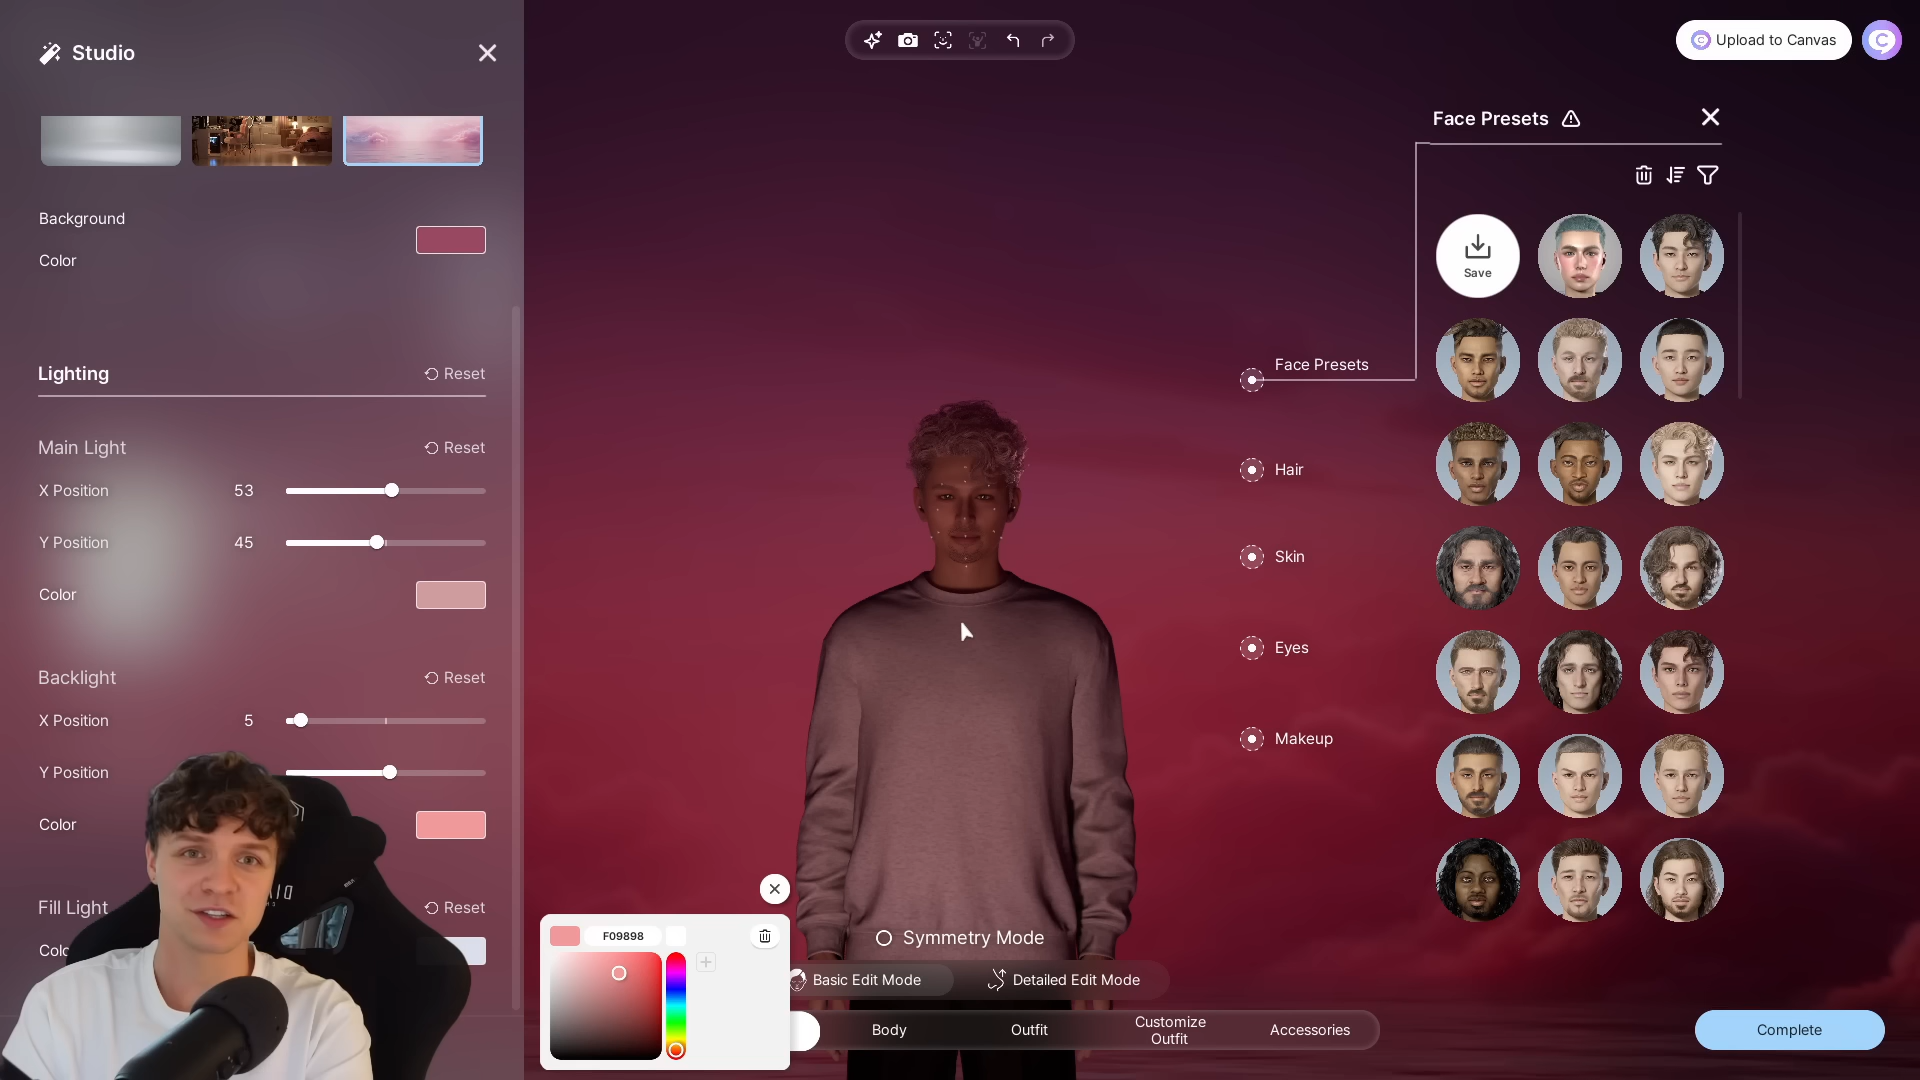 Studio
Upload to Canvas
Face Presets
Save
Background
Color
Lighting
Reset
Main Light
Reset
X Position
53
Y Position
45
Color
Backlight
Reset
X Position
5
Y Position
Color
Fill Light
Reset
Face Presets
Hair
Skin
Eyes
Makeup
F09898
Symmetry Mode
Basic Edit Mode
Detailed Edit Mode
Body
Outfit
Customize
Outfit
Accessories
Complete